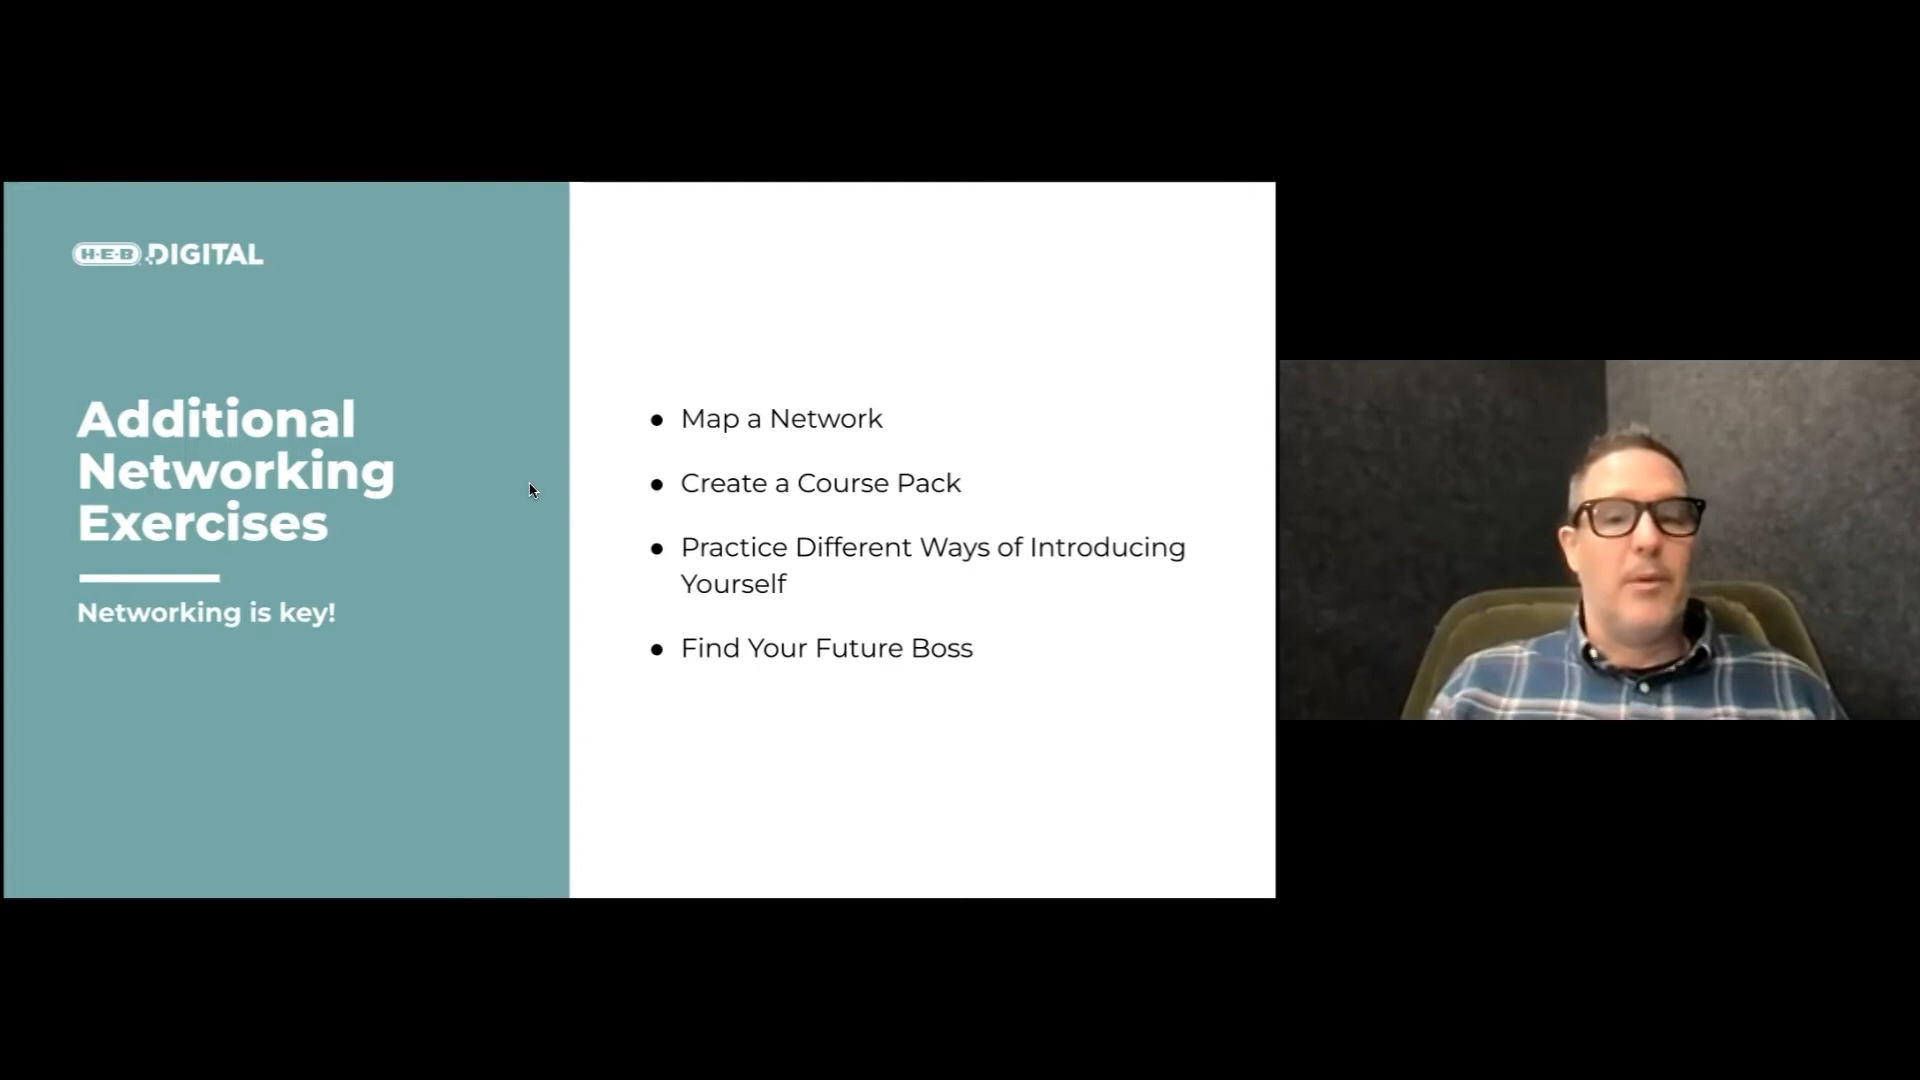 H-E-B DIGITAL
Additional
Networking
Exercises
Networking is key!
● Map a Network
● Create a Course Pack
● Practice Different Ways of Introducing
Yourself
● Find Your Future Boss